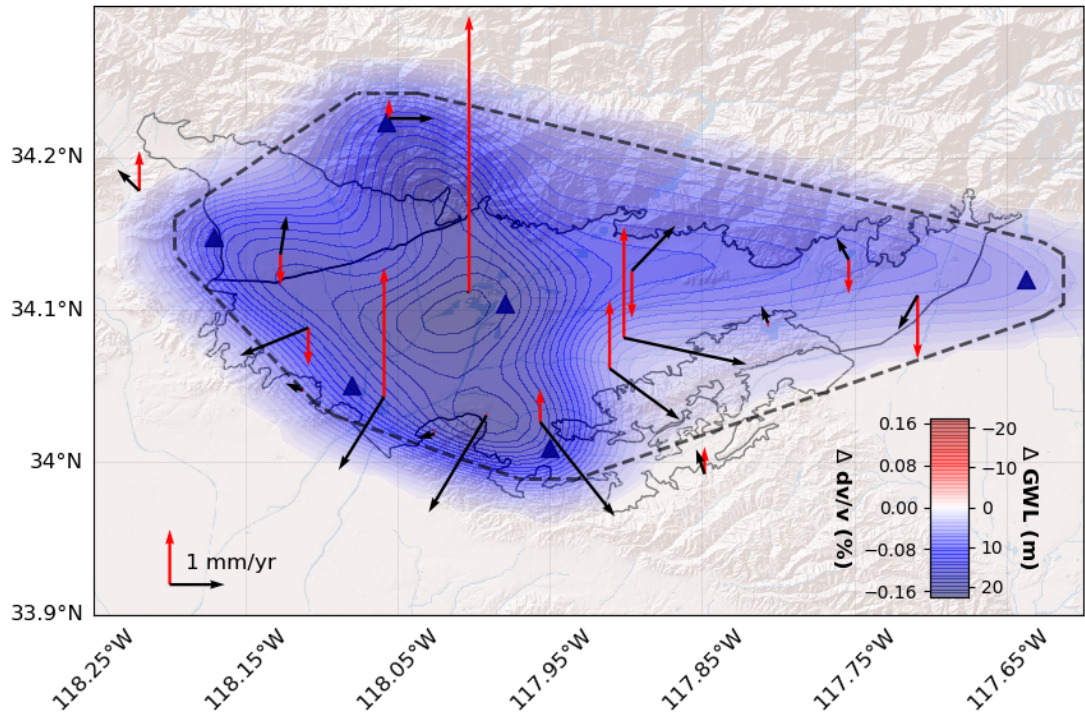 34.2°N
34.1°N
34°N
33.9°N
1 mm/yr
0.16
0.08
0.00
−0.08
−0.16
Δ dv/v (%)
−20
−10
0
10
20
Δ GWL (m)
118.25°W
118.15°W
118.05°W
117.95°W
117.85°W
117.75°W
117.65°W